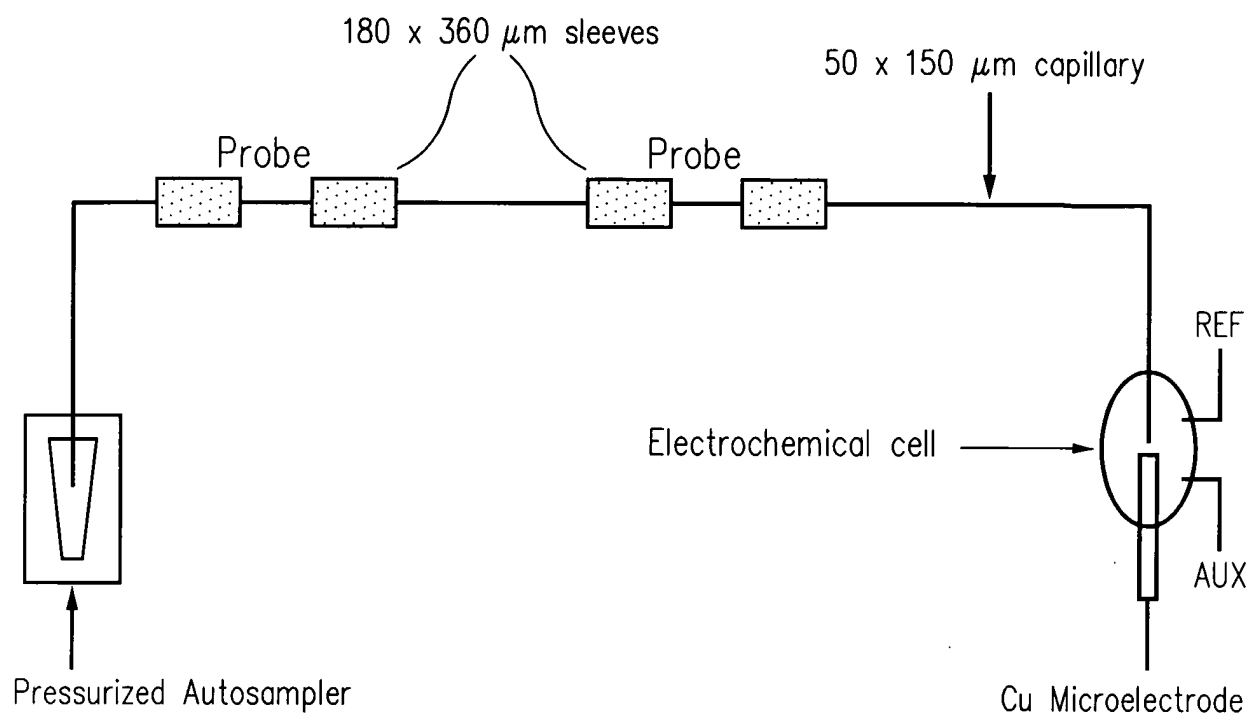 180 x 360 μm sleeves
50 x 150 μm capillary
Probe
Probe
REF
Electrochemical cell
AUX
Pressurized Autosampler
Cu Microelectrode